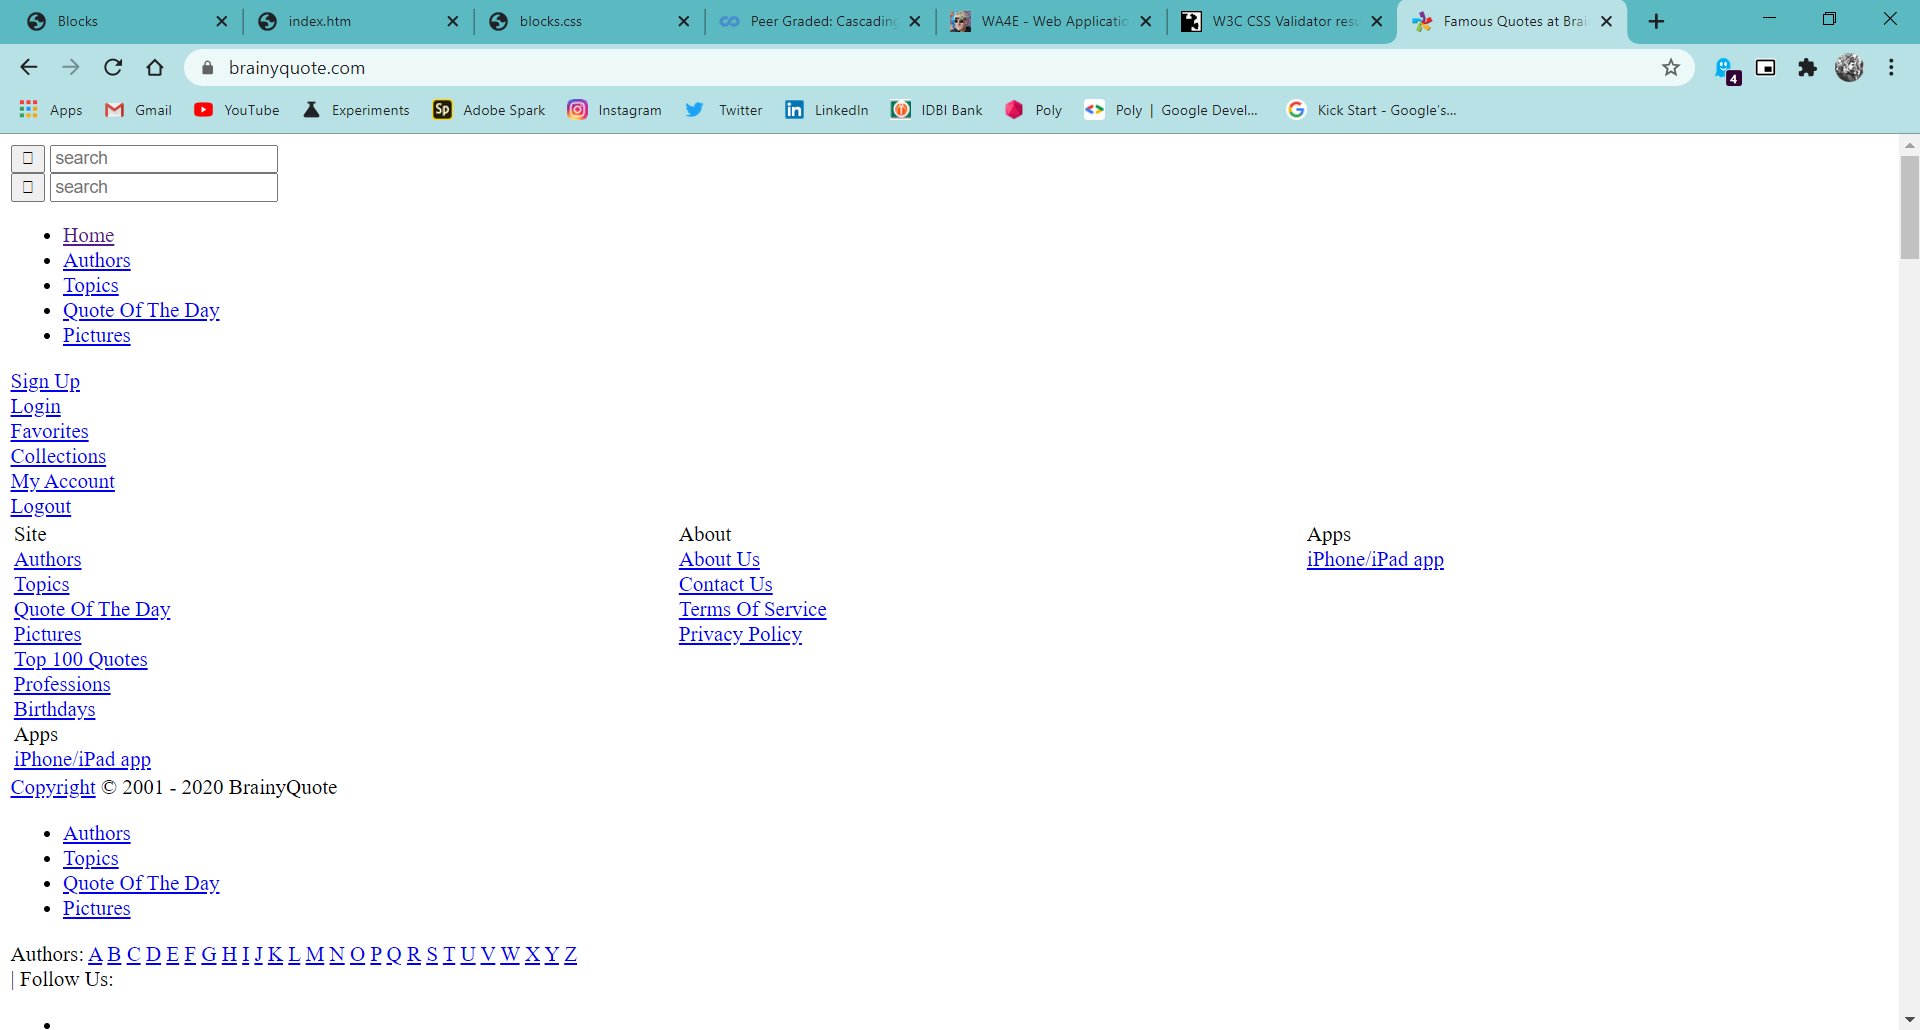 Blocks index.htm blocks.css Peer Graded: Cascading WA4E - Web Applicatio W3C CSS Validator resu Famous Quotes at Brai
brainyquote.com
4
Apps Gmail YouTube Experiments Sp Adobe Spark Instagram Twitter LinkedIn IDBI Bank Poly Poly | Google Devel... Kick Start - Google's...
search
search
• Home
• Authors
• Topics
• Quote Of The Day
• Pictures
Sign Up
Login
Favorites
Collections
My Account
Logout
Site About Apps
Authors About Us iPhone/iPad app
Topics Contact Us
Quote Of The Day Terms Of Service
Pictures Privacy Policy
Top 100 Quotes
Professions
Birthdays
Apps
iPhone/iPad app
Copyright © 2001 - 2020 BrainyQuote
• Authors
• Topics
• Quote Of The Day
• Pictures
Authors: A B C D E F G H I J K L M N O P Q R S T U V W X Y Z
| Follow Us:
•